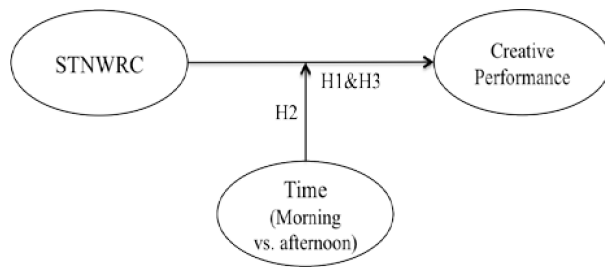 STNWRC
Creative
Performance
H1&H3
H2
Time
(Morning
vs. afternoon)